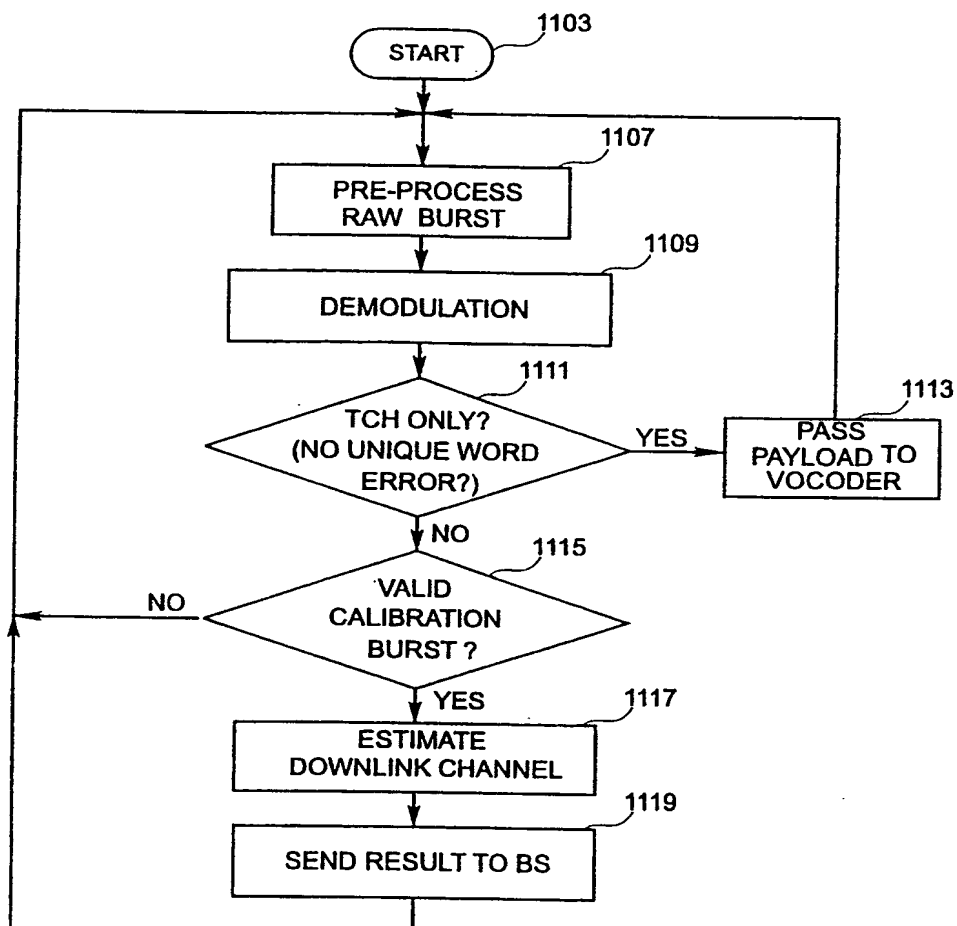 1103
START
1107
PRE-PROCESS
RAW BURST
1109
DEMODULATION
1111
TCH ONLY?
(NO UNIQUE WORD
ERROR?)
YES
1113
PASS
PAYLOAD TO
VOCODER
NO
1115
VALID
CALIBRATION
BURST ?
NO
YES
1117
ESTIMATE
DOWNLINK CHANNEL
1119
SEND RESULT TO BS